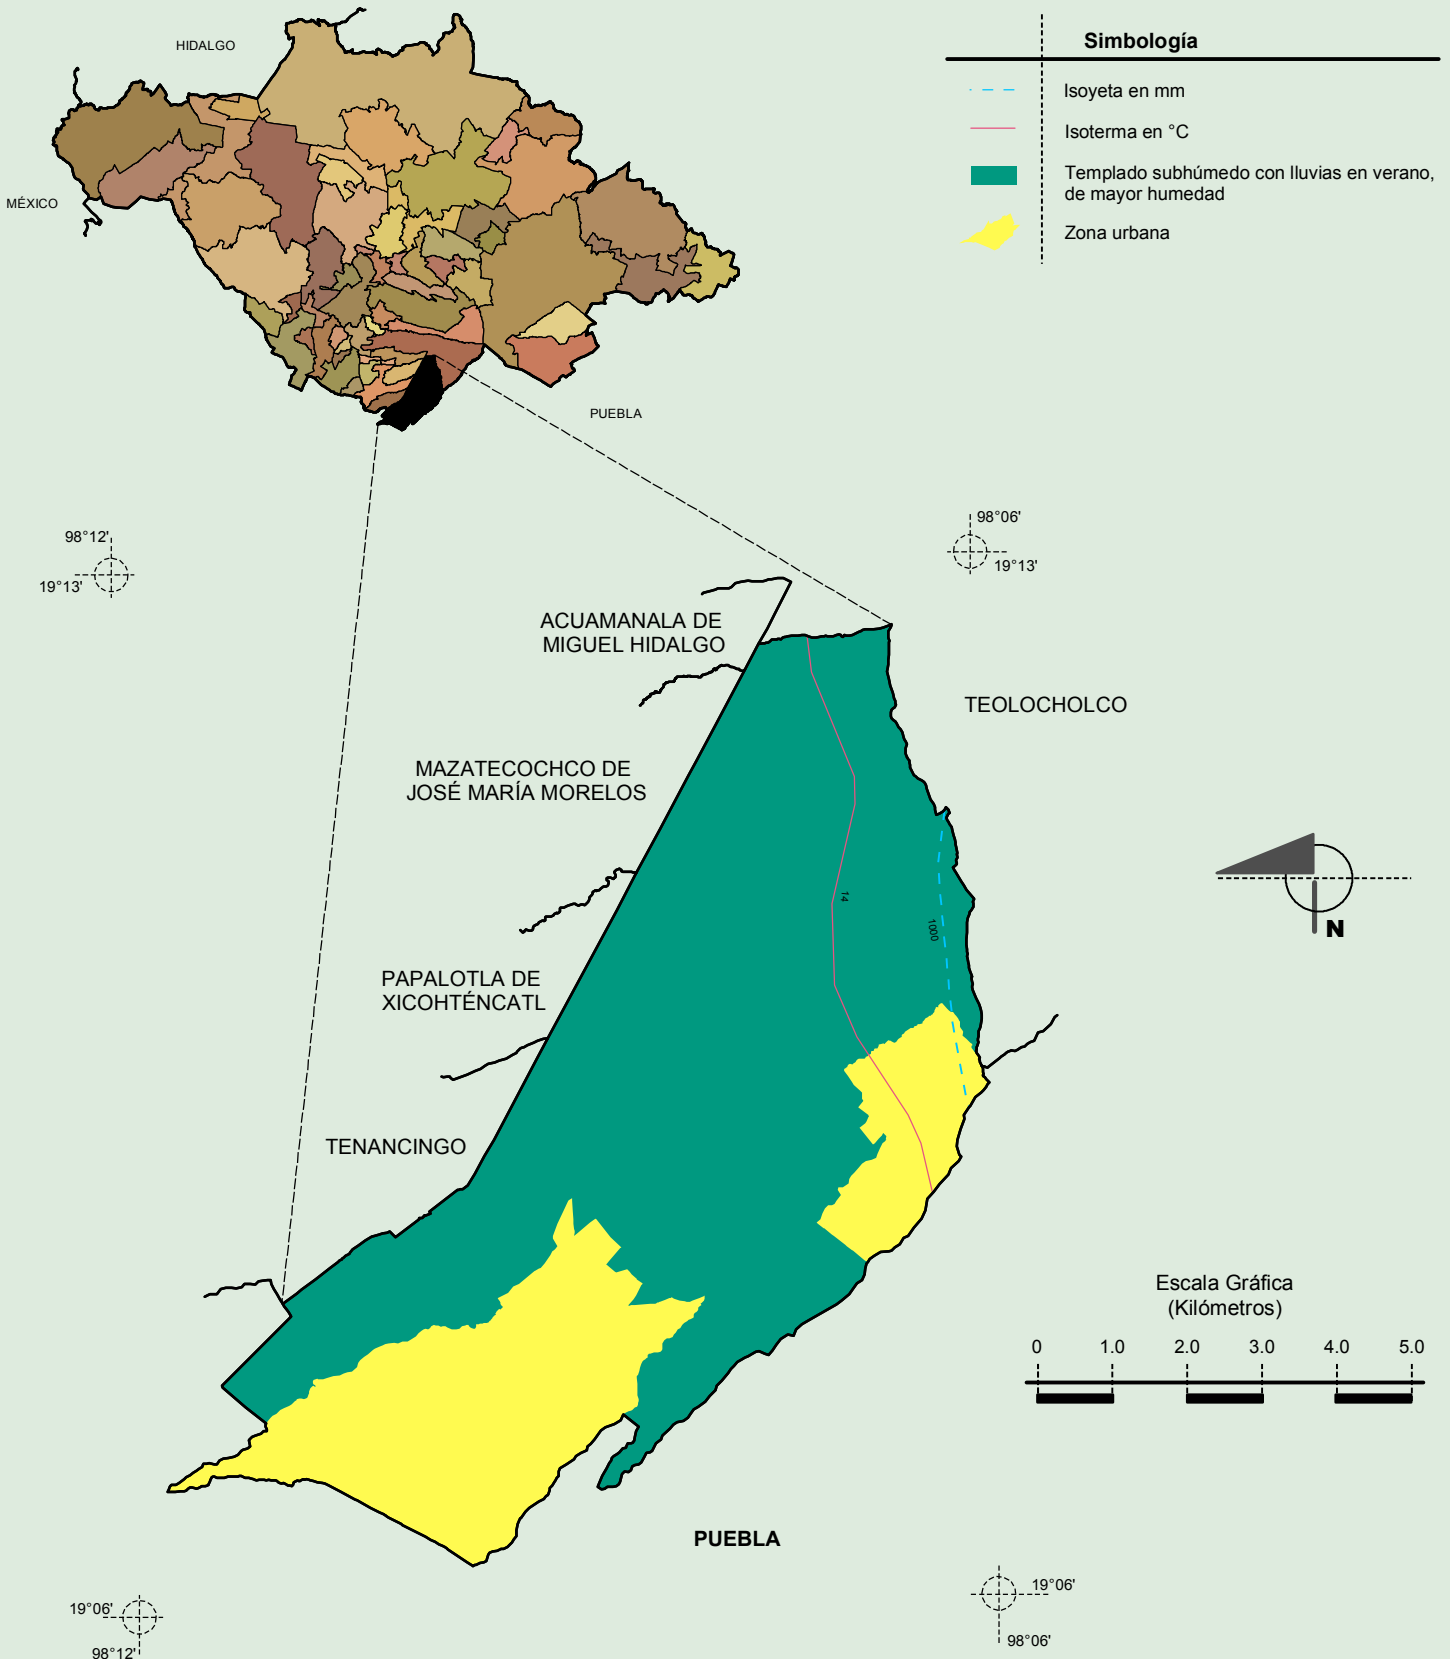 HIDALGO
MÉXICO
PUEBLA
Simbología
Isoyeta en mm
Isoterma en °C
Templado subhúmedo con lluvias en verano,
de mayor humedad
Zona urbana
98°12'
19°13'
98°06'
19°13'
ACUAMANALA DE
MIGUEL HIDALGO
TEOLOCHOLCO
MAZATECOCHCO DE
JOSÉ MARÍA MORELOS
14
1000
N
PAPALOTLA DE
XICOHTÉNCATL
TENANCINGO
Escala Gráfica
(Kilómetros)
0 1.0 2.0 3.0 4.0 5.0
PUEBLA
19°06'
98°12'
19°06'
98°06'